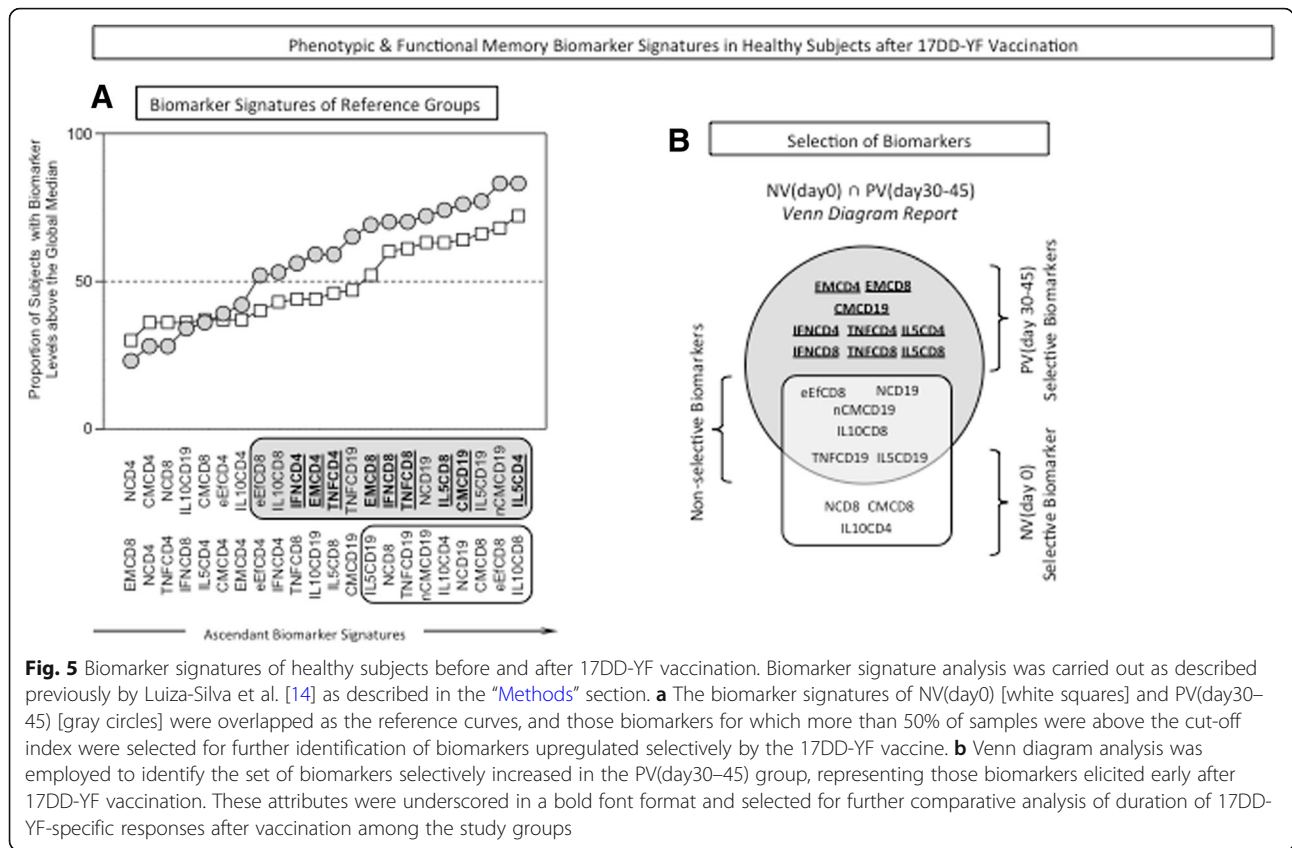 Phenotypic & Functional Memory Biomarker Signatures in Healthy Subjects after 17DD-YF Vaccination
A
Biomarker Signatures of Reference Groups
Proportion of Subjects with Biomarker
Levels above the Global Median
100
50
0
NCD4
CMCD4
NCD8
IL10CD19
CMCD8
eEfCD4
IL10CD4
eEfCD8
IL10CD8
IFNCD4
EMCD4
TNFCD4
TNFCD19
EMCD8
IFNCD8
TNFCD8
NCD19
IL5CD8
CMCD19
IL5CD19
nCMCD19
IL5CD4
EMCD8
NCD4
TNFCD4
IFNCD8
IL5CD4
CMCD4
EMCD4
eEfCD4
IFNCD4
TNFCD8
IL10CD19
IL5CD8
CMCD19
IL5CD19
NCD8
TNFCD19
nCMCD19
IL10CD4
NCD19
CMCD8
eEfCD8
IL10CD8
Ascendant Biomarker Signatures
B
Selection of Biomarkers
NV(day0) ∩ PV(day30-45)
Venn Diagram Report
EMCD4 EMCD8
CMCD19
IFNCD4 TNFCD4 IL5CD4
IFNCD8 TNFCD8 IL5CD8
eEfCD8 NCD19
nCMCD19
IL10CD8
TNFCD19 IL5CD19
NCD8 CMCD8
IL10CD4
Non-selective Biomarkers
PV(day 30-45)
Selective Biomarkers
NV(day 0)
Selective Biomarker
Fig. 5 Biomarker signatures of healthy subjects before and after 17DD-YF vaccination. Biomarker signature analysis was carried out as described
previously by Luiza-Silva et al. [14] as described in the “Methods” section. a The biomarker signatures of NV(day0) [white squares] and PV(day30–
45) [gray circles] were overlapped as the reference curves, and those biomarkers for which more than 50% of samples were above the cut-off
index were selected for further identification of biomarkers upregulated selectively by the 17DD-YF vaccine. b Venn diagram analysis was
employed to identify the set of biomarkers selectively increased in the PV(day30–45) group, representing those biomarkers elicited early after
17DD-YF vaccination. These attributes were underscored in a bold font format and selected for further comparative analysis of duration of 17DD-
YF-specific responses after vaccination among the study groups